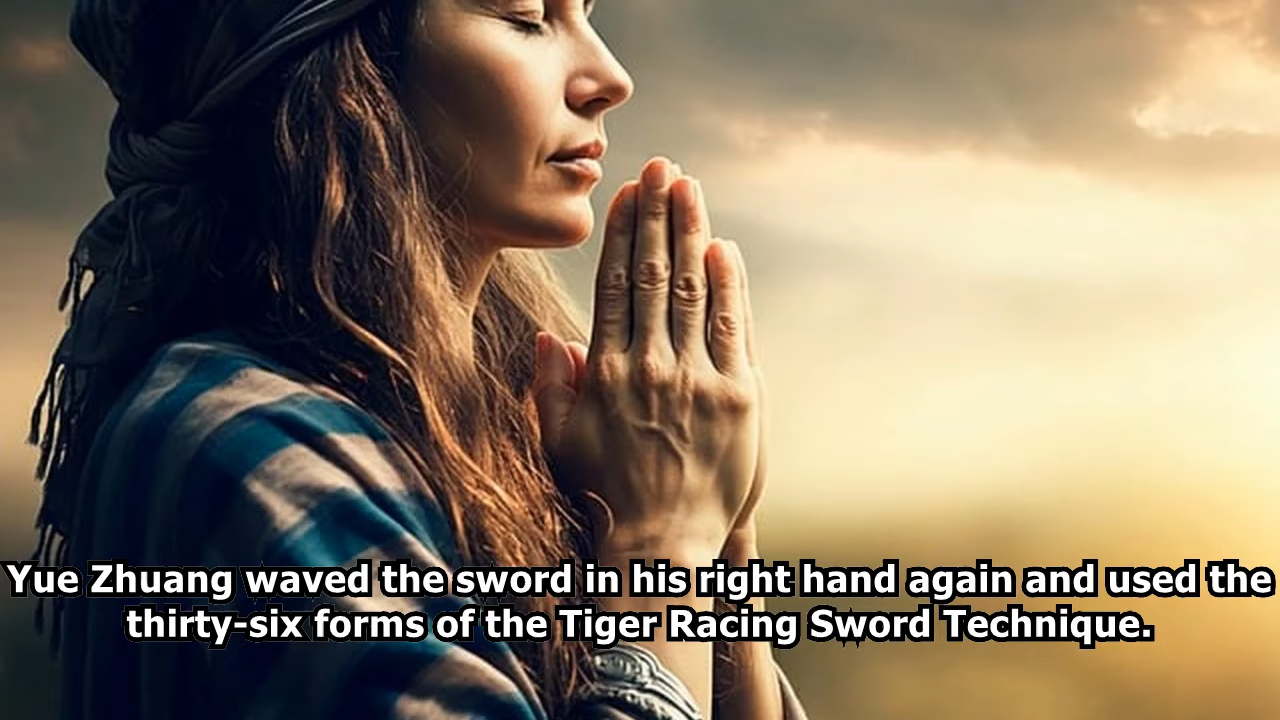 Yue Zhuang waved the sword in his right hand again and used the
thirty-six forms of the Tiger Racing Sword Technique.